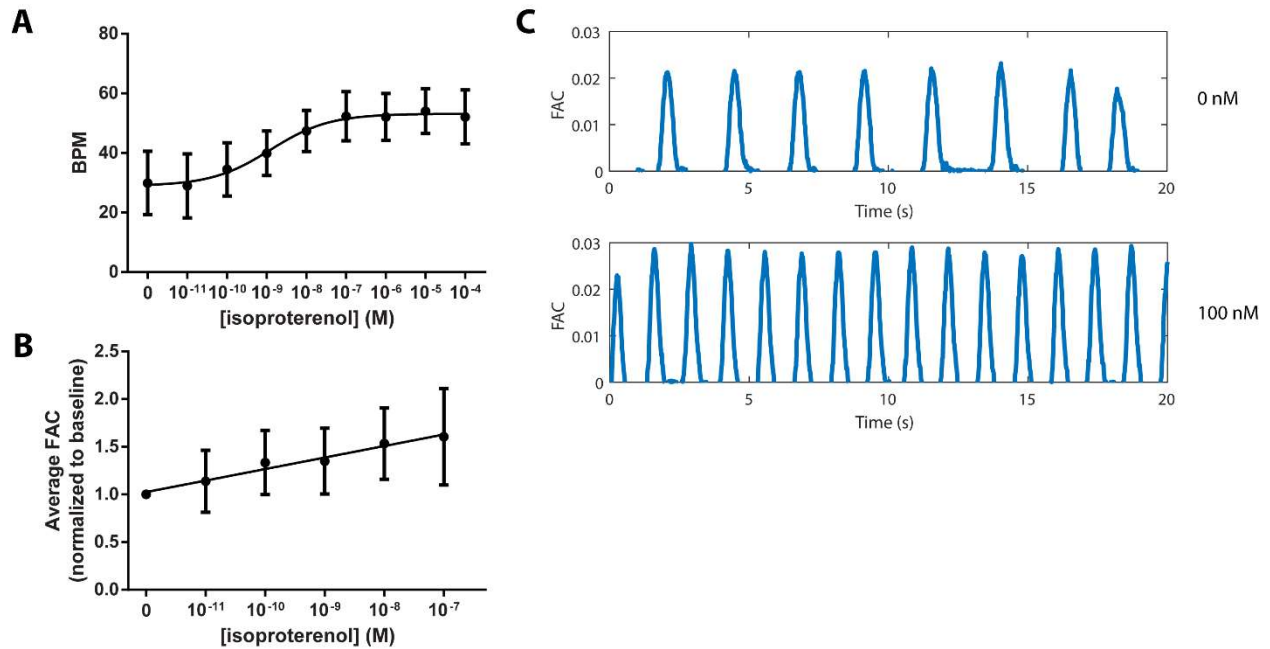 A
80
60
40
20
0
BPM
0 10⁻¹¹ 10⁻¹⁰ 10⁻⁹ 10⁻⁸ 10⁻⁷ 10⁻⁶ 10⁻⁵ 10⁻⁴
[isoproterenol] (M)
B
2.5
2.0
1.5
1.0
0.5
0.0
Average FAC
(normalized to baseline)
0 10⁻¹¹ 10⁻¹⁰ 10⁻⁹ 10⁻⁸ 10⁻⁷
[isoproterenol] (M)
C
0.03
0.02
0.01
0
FAC
0 5 10 15 20
Time (s)
0 nM
0.03
0.02
0.01
0
FAC
0 5 10 15 20
Time (s)
100 nM